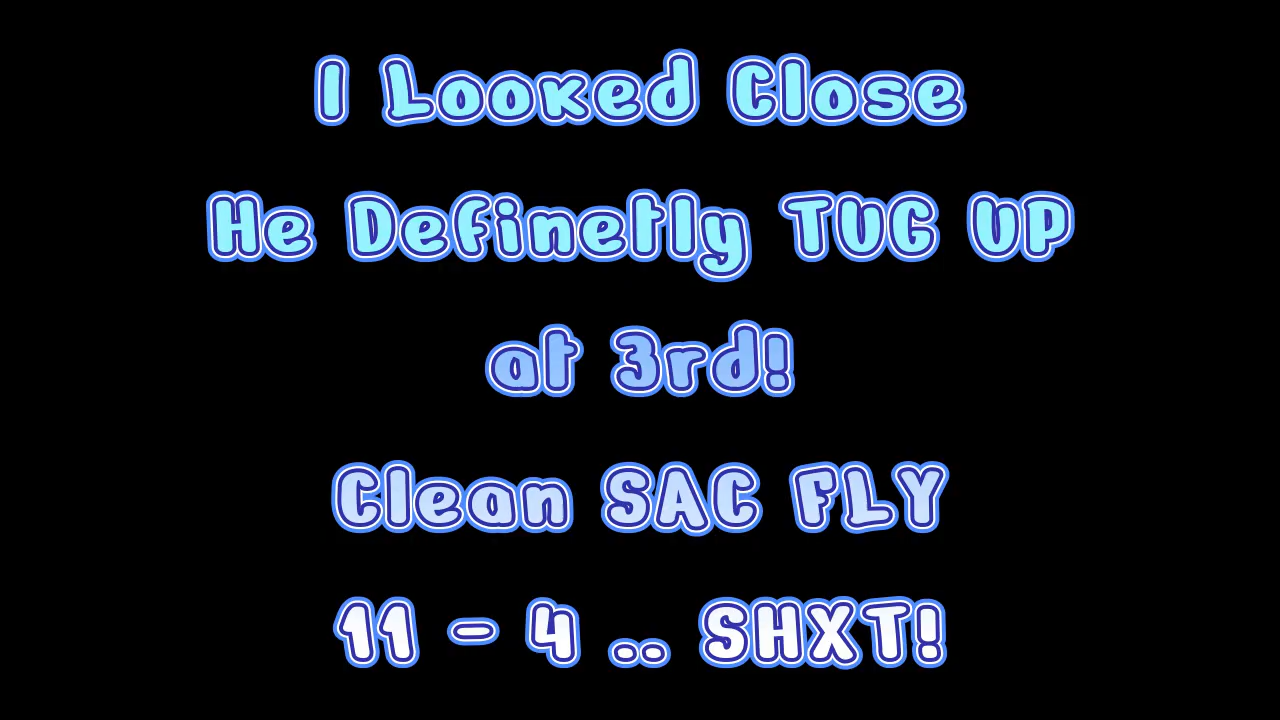 I Looked Close
He Definetly TUG UP
at 3rd!
Clean SAC FLY
11 - 4 .. SHXT!